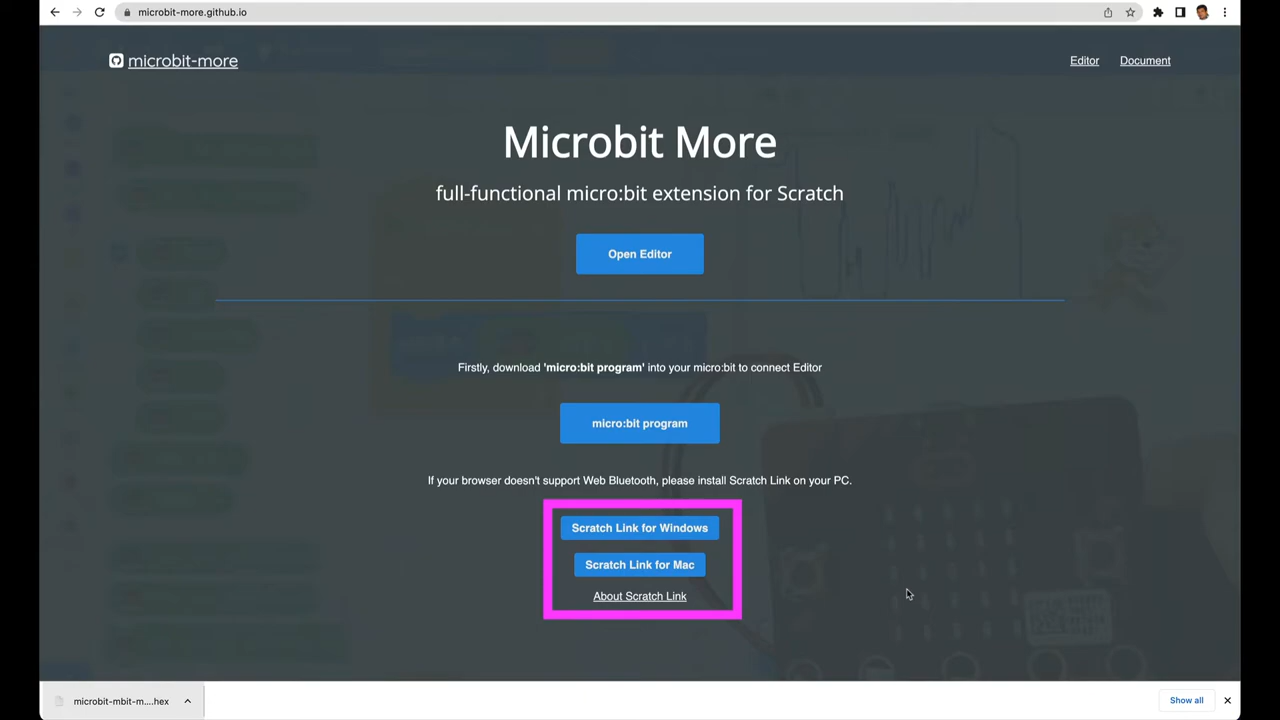 microbit-more.github.io
microbit-more
Editor
Document
Microbit More
full-functional micro:bit extension for Scratch
Open Editor
Firstly, download 'micro:bit program' into your micro:bit to connect Editor
micro:bit program
If your browser doesn't support Web Bluetooth, please install Scratch Link on your PC.
Scratch Link for Windows
Scratch Link for Mac
About Scratch Link
microbit-mbit-m....hex
Show all